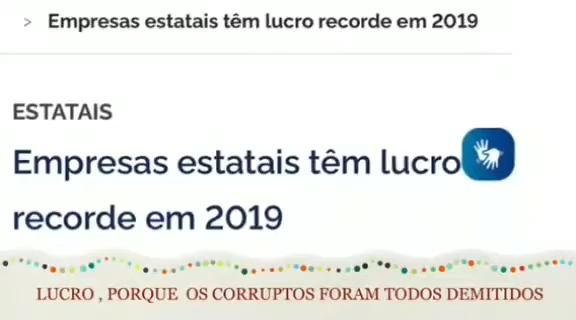 > Empresas estatais têm lucro recorde em 2019
ESTATAIS
Empresas estatais têm lucro
recorde em 2019
LUCRO , PORQUE OS CORRUPTOS FORAM TODOS DEMITIDOS